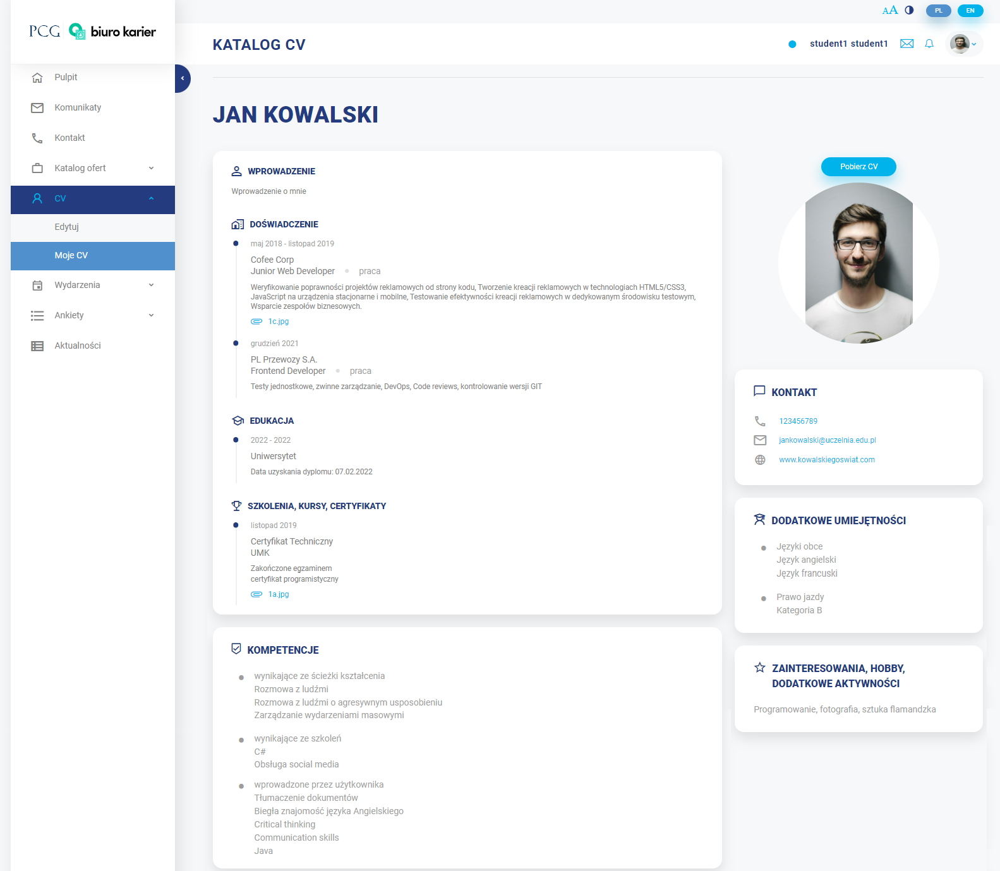 AA
PL
EN
PCG biuro karier
KATALOG CV
student1 student1
Pulpit
Komunikaty
Kontakt
Katalog ofert
CV
Edytuj
Moje CV
Wydarzenia
Ankiety
Aktualności
JAN KOWALSKI
WPROWADZENIE
Wprowadzenie o mnie
DOŚWIADCZENIE
maj 2018 - listopad 2019
Cofee Corp
Junior Web Developer praca
Weryfikowanie poprawności projektów reklamowych od strony kodu, Tworzenie kreacji reklamowych w technologiach HTML5/CSS3,
JavaScript na urządzenia stacjonarne i mobilne, Testowanie efektywności kreacji reklamowych w dedykowanym środowisku testowym,
Wsparcie zespołów biznesowych.
1c.jpg
grudzień 2021
PL Przewozy S.A.
Frontend Developer praca
Testy jednostkowe, zwinne zarządzanie, DevOps, Code reviews, kontrolowanie wersji GIT
EDUKACJA
2022 - 2022
Uniwersytet
Data uzyskania dyplomu: 07.02.2022
SZKOLENIA, KURSY, CERTYFIKATY
listopad 2019
Certyfikat Techniczny
UMK
Zakończone egzaminem
certyfikat programistyczny
1a.jpg
KOMPETENCJE
wynikające ze ścieżki kształcenia
Rozmowa z ludźmi
Rozmowa z ludźmi o agresywnym usposobieniu
Zarządzanie wydarzeniami masowymi
wynikające ze szkoleń
C#
Obsługa social media
wprowadzone przez użytkownika
Tłumaczenie dokumentów
Biegła znajomość języka Angielskiego
Critical thinking
Communication skills
Java
Pobierz CV
KONTAKT
123456789
jankowalski@uczelnia.edu.pl
www.kowalskiegoswiat.com
DODATKOWE UMIEJĘTNOŚCI
Języki obce
Język angielski
Język francuski
Prawo jazdy
Kategoria B
ZAINTERESOWANIA, HOBBY,
DODATKOWE AKTYWNOŚCI
Programowanie, fotografia, sztuka flamandzka